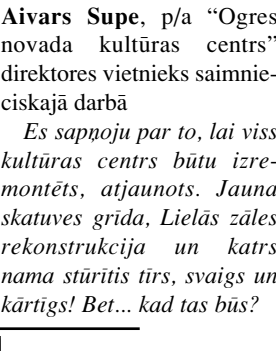 Aivars Supe, p/a “Ogres
novada kultūras centrs”
direktores vietnieks saimnie-
ciskajā darbā
Es sapņoju par to, lai viss
kultūras centrs būtu izre-
montēts, atjaunots. Jauna
skatuves grīda, Lielās zāles
rekonstrukcija un katrs
nama stūrītis tīrs, svaigs un
kārtīgs! Bet... kad tas būs?